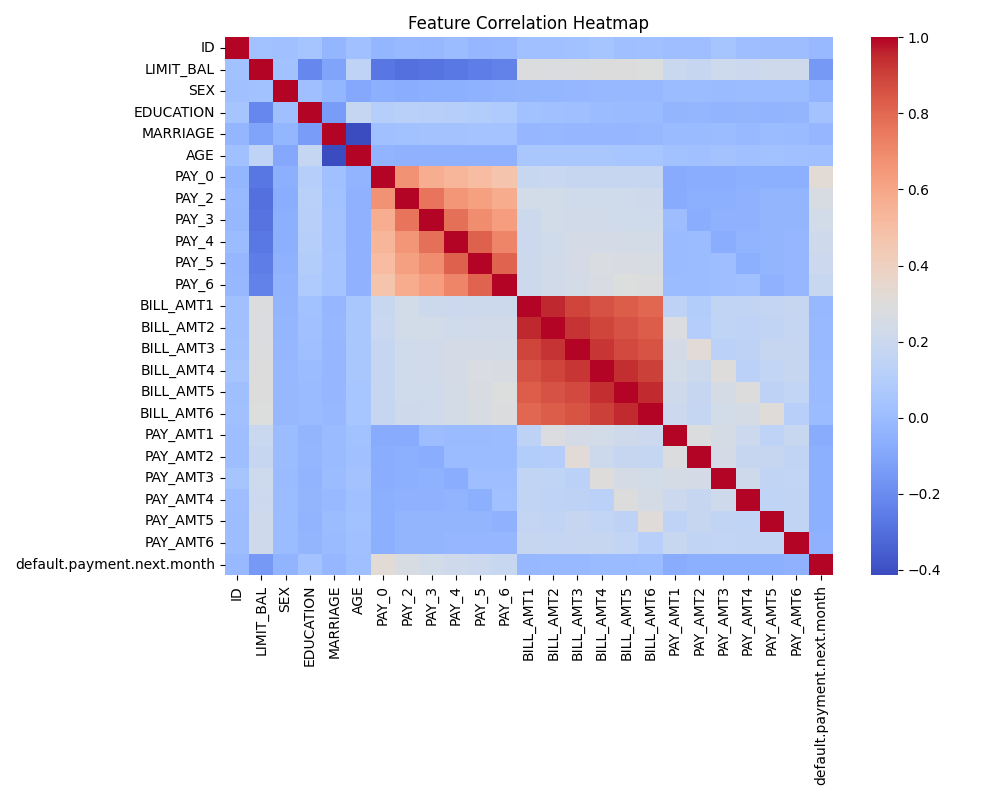 Feature Correlation Heatmap
ID
LIMIT_BAL
SEX
EDUCATION
MARRIAGE
AGE
PAY_0
PAY_2
PAY_3
PAY_4
PAY_5
PAY_6
BILL_AMT1
BILL_AMT2
BILL_AMT3
BILL_AMT4
BILL_AMT5
BILL_AMT6
PAY_AMT1
PAY_AMT2
PAY_AMT3
PAY_AMT4
PAY_AMT5
PAY_AMT6
default.payment.next.month
ID
LIMIT_BAL
SEX
EDUCATION
MARRIAGE
AGE
PAY_0
PAY_2
PAY_3
PAY_4
PAY_5
PAY_6
BILL_AMT1
BILL_AMT2
BILL_AMT3
BILL_AMT4
BILL_AMT5
BILL_AMT6
PAY_AMT1
PAY_AMT2
PAY_AMT3
PAY_AMT4
PAY_AMT5
PAY_AMT6
default.payment.next.month
1.0
0.8
0.6
0.4
0.2
0.0
−0.2
−0.4